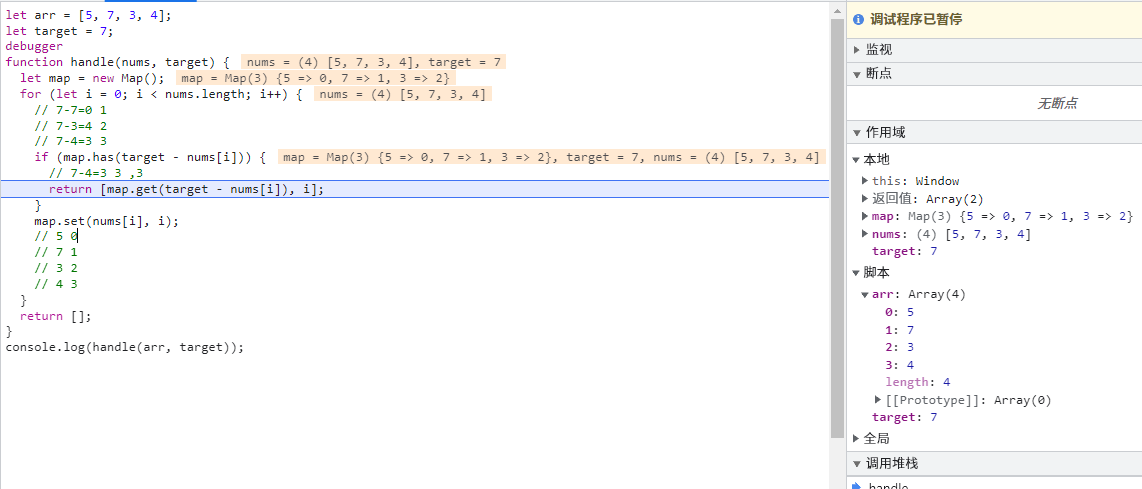 let arr = [5, 7, 3, 4];
let target = 7;
debugger
function handle(nums, target) { nums = (4) [5, 7, 3, 4], target = 7
let map = new Map(); map = Map(3) {5 => 0, 7 => 1, 3 => 2}
for (let i = 0; i < nums.length; i++) { nums = (4) [5, 7, 3, 4]
// 7-7=0 1
// 7-3=4 2
// 7-4=3 3
if (map.has(target - nums[i])) { map = Map(3) {5 => 0, 7 => 1, 3 => 2}, target = 7, nums = (4) [5, 7, 3, 4]
// 7-4=3 3 ,3
return [map.get(target - nums[i]), i];
}
map.set(nums[i], i);
// 5 0
// 7 1
// 3 2
// 4 3
}
return [];
}
console.log(handle(arr, target));
调试程序已暂停
监视
断点
无断点
作用域
本地
this: Window
返回值: Array(2)
map: Map(3) {5 => 0, 7 => 1, 3 => 2}
nums: (4) [5, 7, 3, 4]
target: 7
脚本
arr: Array(4)
0: 5
1: 7
2: 3
3: 4
length: 4
[[Prototype]]: Array(0)
target: 7
全局
调用堆栈
handle